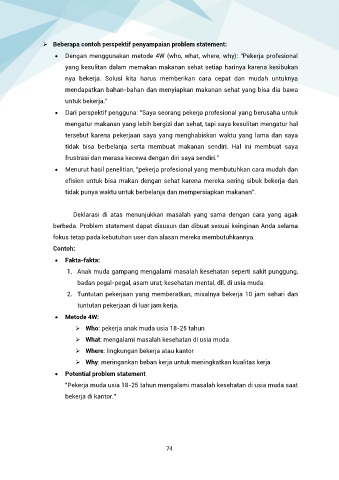 ➢ Beberapa contoh perspektif penyampaian problem statement:
• Dengan menggunakan metode 4W (who, what, where, why): "Pekerja profesional
yang kesulitan dalam memakan makanan sehat setiap harinya karena kesibukan
nya bekerja. Solusi kita harus memberikan cara cepat dan mudah untuknya
mendapatkan bahan-bahan dan menyiapkan makanan sehat yang bisa dia bawa
untuk bekerja."
• Dari perspektif pengguna: "Saya seorang pekerja profesional yang berusaha untuk
mengatur makanan yang lebih bergizi dan sehat, tapi saya kesulitan mengatur hal
tersebut karena pekerjaan saya yang menghabiskan waktu yang lama dan saya
tidak bisa berbelanja serta membuat makanan sendiri. Hal ini membuat saya
frustrasi dan merasa kecewa dengan diri saya sendiri."
• Menurut hasil penelitian, "pekerja profesional yang membutuhkan cara mudah dan
efisien untuk bisa makan dengan sehat karena mereka sering sibuk bekerja dan
tidak punya waktu untuk berbelanja dan mempersiapkan makanan".
Deklarasi di atas menunjukkan masalah yang sama dengan cara yang agak
berbeda. Problem statement dapat disusun dan dibuat sesuai keinginan Anda selama
fokus tetap pada kebutuhan user dan alasan mereka membutuhkannya.
Contoh:
• Fakta-fakta:
1. Anak muda gampang mengalami masalah kesehatan seperti sakit punggung,
badan pegal-pegal, asam urat, kesehatan mental, dll. di usia muda.
2. Tuntutan pekerjaan yang memberatkan, misalnya bekerja 10 jam sehari dan
tuntutan pekerjaan di luar jam kerja.
• Metode 4W:
➢ Who: pekerja anak muda usia 18-25 tahun
➢ What: mengalami masalah kesehatan di usia muda
➢ Where: lingkungan bekerja atau kantor
➢ Why: meringankan beban kerja untuk meningkatkan kualitas kerja
• Potential problem statement
"Pekerja muda usia 18-25 tahun mengalami masalah kesehatan di usia muda saat
bekerja di kantor."
74